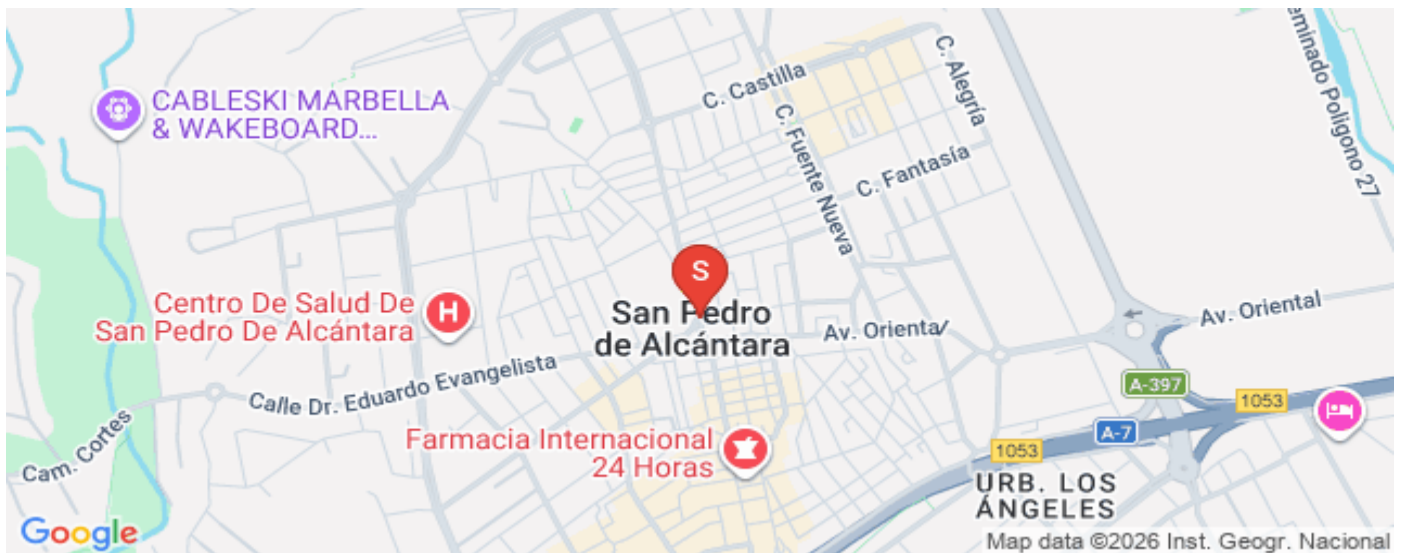 CABLESKI MARBELLA
& WAKEBOARD...
C. Castilla
C. Alegría
eminado Poligono 27
C. Fuente Nueva
C. Fantasía
S
Centro De Salud De
San Pedro De Alcántara
H
San Pedro
de Alcántara
Av. Oriental
Av. Oriental
Calle Dr. Eduardo Evangelista
A-397
1053
Cam. Cortes
Farmacia Internacional
24 Horas
A-7
1053
URB. LOS
ÁNGELES
Google
Map data ©2026 Inst. Geogr. Nacional